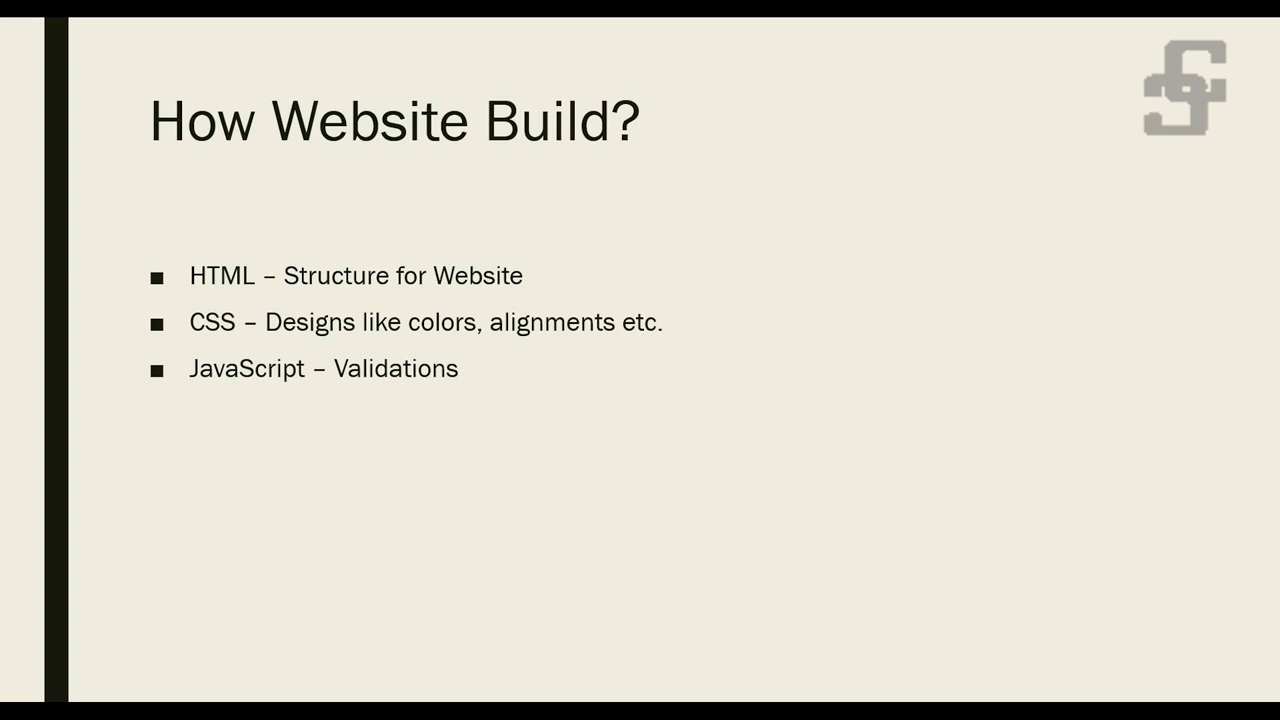 How Website Build?
■ HTML – Structure for Website
■ CSS – Designs like colors, alignments etc.
■ JavaScript – Validations